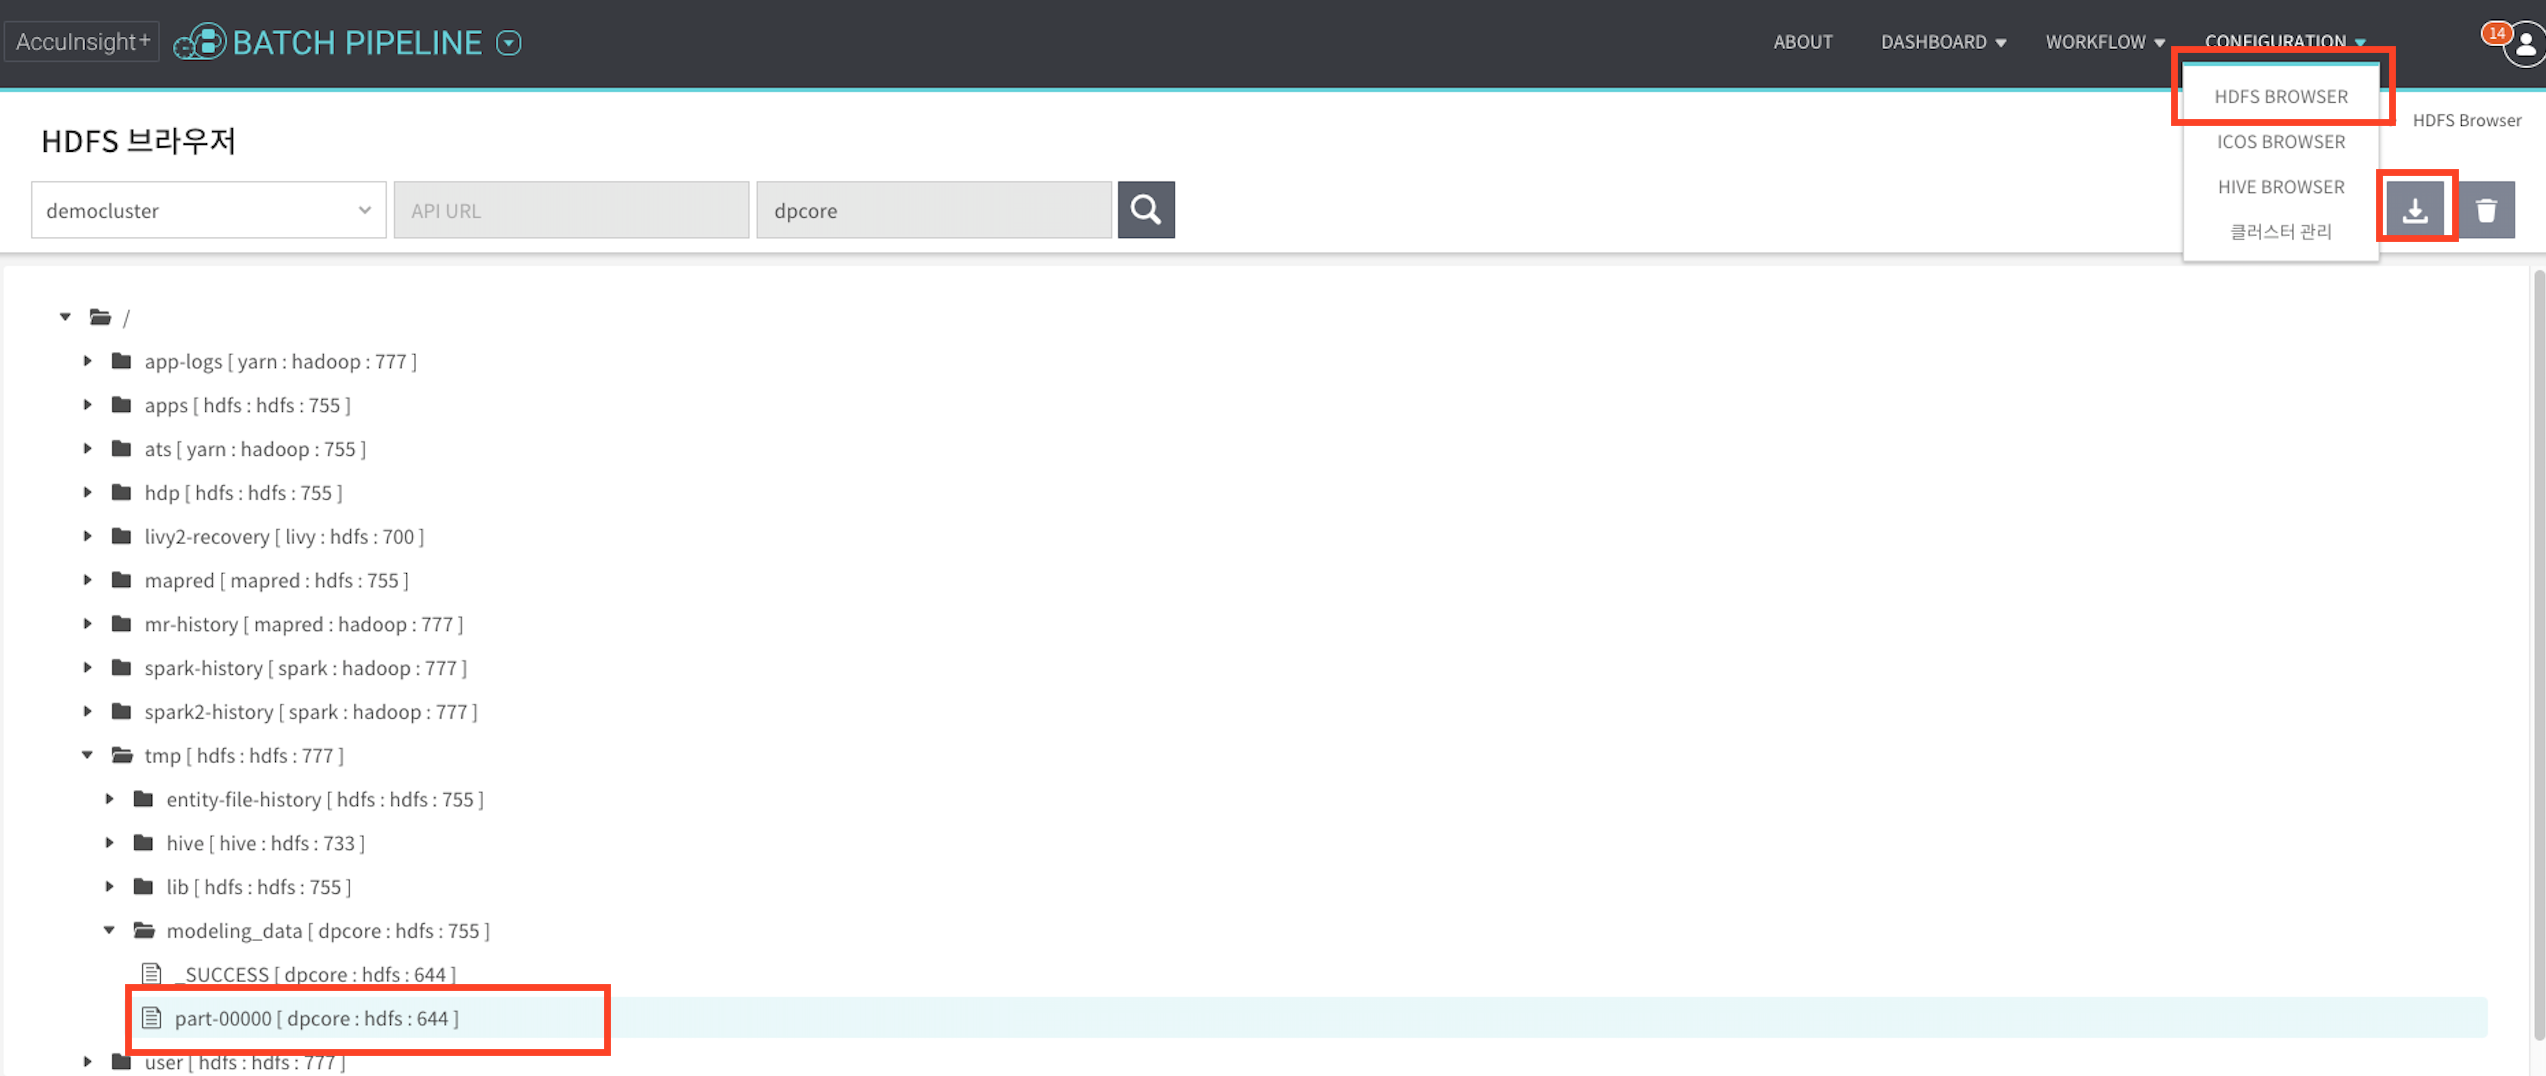 AccuInsight+ BATCH PIPELINE ABOUT DASHBOARD WORKFLOW CONFIGURATION 14
HDFS BROWSER
HDFS Browser
HDFS 브라우저
ICOS BROWSER
HIVE BROWSER
democluster API URL dpcore
클러스터 관리
/
app-logs [ yarn : hadoop : 777 ]
apps [ hdfs : hdfs : 755 ]
ats [ yarn : hadoop : 755 ]
hdp [ hdfs : hdfs : 755 ]
livy2-recovery [ livy : hdfs : 700 ]
mapred [ mapred : hdfs : 755 ]
mr-history [ mapred : hadoop : 777 ]
spark-history [ spark : hadoop : 777 ]
spark2-history [ spark : hadoop : 777 ]
tmp [ hdfs : hdfs : 777 ]
entity-file-history [ hdfs : hdfs : 755 ]
hive [ hive : hdfs : 733 ]
lib [ hdfs : hdfs : 755 ]
modeling_data [ dpcore : hdfs : 755 ]
_SUCCESS [ dpcore : hdfs : 644 ]
part-00000 [ dpcore : hdfs : 644 ]
user [ hdfs : hdfs : 777 ]